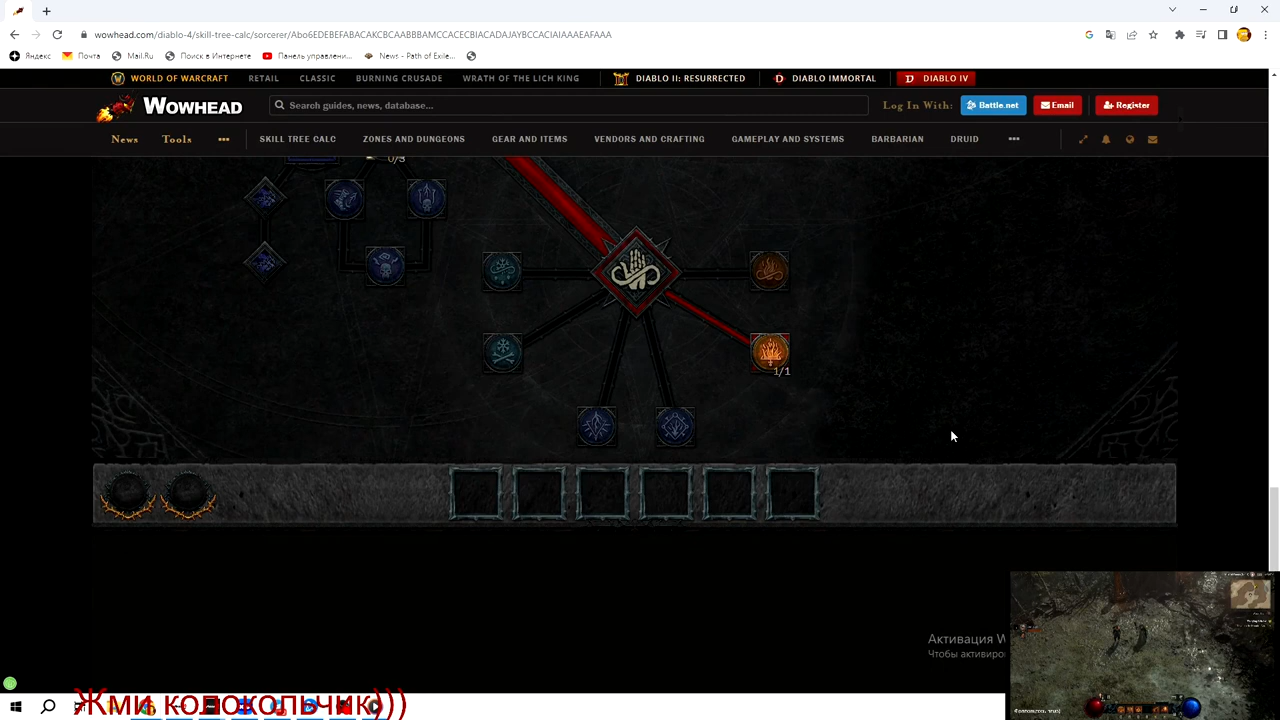 wowhead.com/diablo-4/skill-tree-calc/sorcerer/Abo6EDEBEFABACAKCBCAABBBAMCCACECBIACADAJAYBCCACIAIAAAEAFAAA
Яндекс Почта Mail.Ru Поиск в Интернете Панель управлени... News - Path of Exile...
WORLD OF WARCRAFT RETAIL CLASSIC BURNING CRUSADE WRATH OF THE LICH KING DIABLO II: RESURRECTED DIABLO IMMORTAL DIABLO IV
WOWHEAD Search guides, news, database... Log In With: Battle.net Email Register
News Tools ••• SKILL TREE CALC ZONES AND DUNGEONS GEAR AND ITEMS VENDORS AND CRAFTING GAMEPLAY AND SYSTEMS BARBARIAN DRUID •••
0/3
1/1
Активация W
Чтобы активиро
Жми колокольчик)))